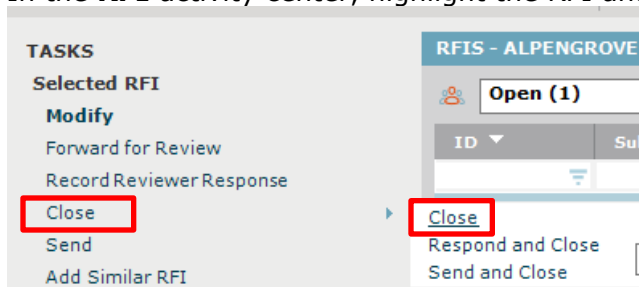 TASKS
Selected RFI
Modify
Forward for Review
Record Reviewer Response
Close
Send
Add Similar RFI
RFIS - ALPENGROVE
Open (1)
ID
Close
Respond and Close
Send and Close